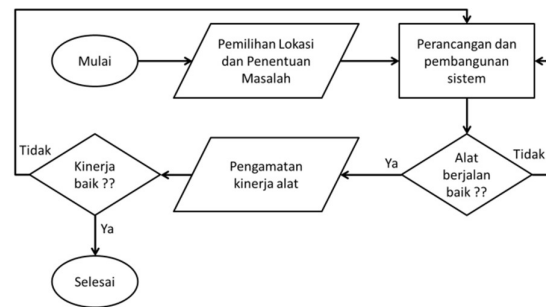 Mulai
Pemilihan Lokasi
dan Penentuan
Masalah
Perancangan dan
pembangunan
sistem
Tidak
Kinerja
baik ??
Pengamatan
kinerja alat
Ya
Alat
berjalan
baik ??
Tidak
Ya
Selesai